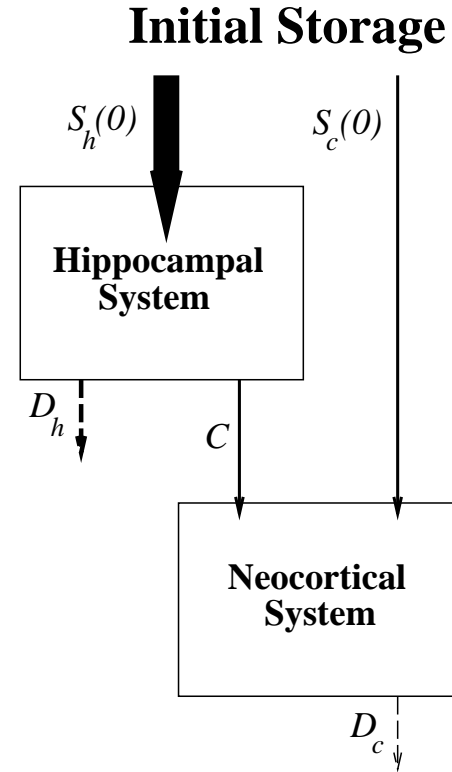 Initial Storage
S_h(0)
S_c(0)
Hippocampal
System
D_h
C
Neocortical
System
D_c